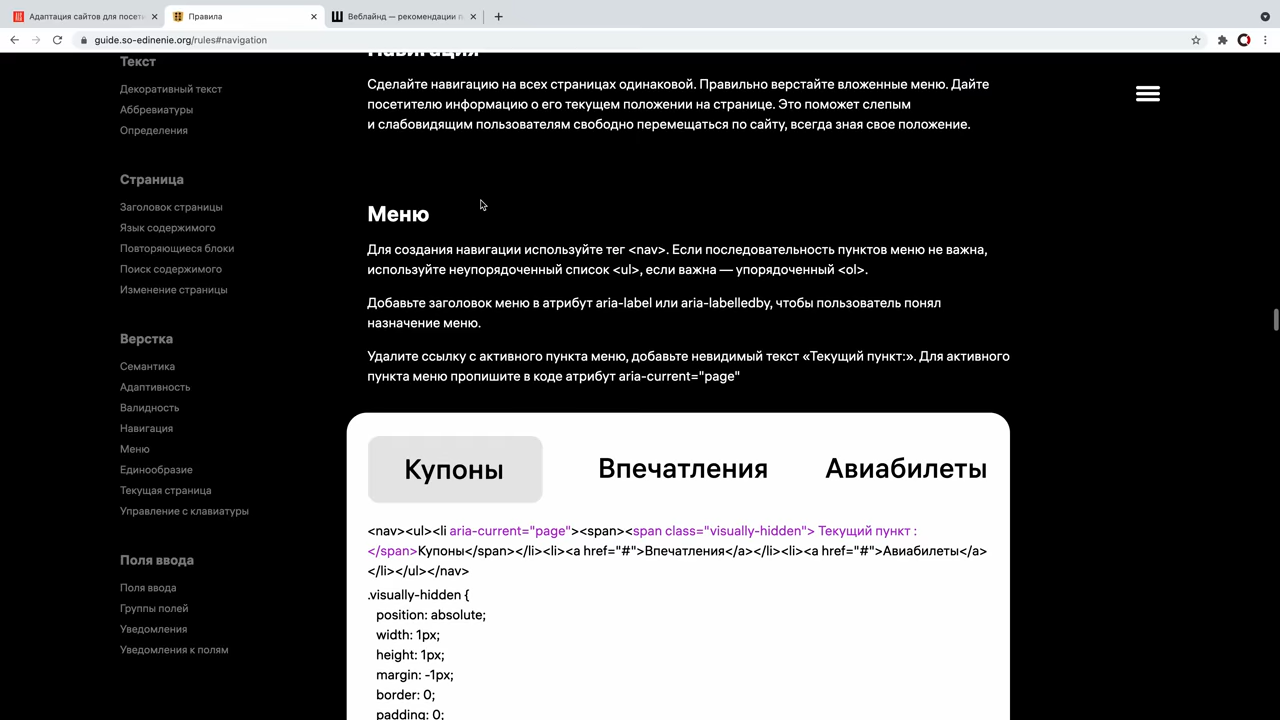 Адаптация сайтов для посети
Правила
Веблайнд — рекомендации п
guide.so-edinenie.org/rules#navigation
Текст
Декоративный текст
Аббревиатуры
Определения
Страница
Заголовок страницы
Язык содержимого
Повторяющиеся блоки
Поиск содержимого
Изменение страницы
Верстка
Семантика
Адаптивность
Валидность
Навигация
Меню
Единообразие
Текущая страница
Управление с клавиатуры
Поля ввода
Поля ввода
Группы полей
Уведомления
Уведомления к полям
Навигация
Сделайте навигацию на всех страницах одинаковой. Правильно верстайте вложенные меню. Дайте
посетителю информацию о его текущем положении на странице. Это поможет слепым
и слабовидящим пользователям свободно перемещаться по сайту, всегда зная свое положение.
Меню
Для создания навигации используйте тег <nav>. Если последовательность пунктов меню не важна,
используйте неупорядоченный список <ul>, если важна — упорядоченный <ol>.
Добавьте заголовок меню в атрибут aria-label или aria-labelledby, чтобы пользователь понял
назначение меню.
Удалите ссылку с активного пункта меню, добавьте невидимый текст «Текущий пункт:». Для активного
пункта меню пропишите в коде атрибут aria-current="page"
Купоны Впечатления Авиабилеты
<nav><ul><li aria-current="page"><span><span class="visually-hidden"> Текущий пункт :
</span>Купоны</span></li><li><a href="#">Впечатления</a></li><li><a href="#">Авиабилеты</a>
</li></ul></nav>
.visually-hidden {
position: absolute;
width: 1px;
height: 1px;
margin: -1px;
border: 0;
padding: 0;